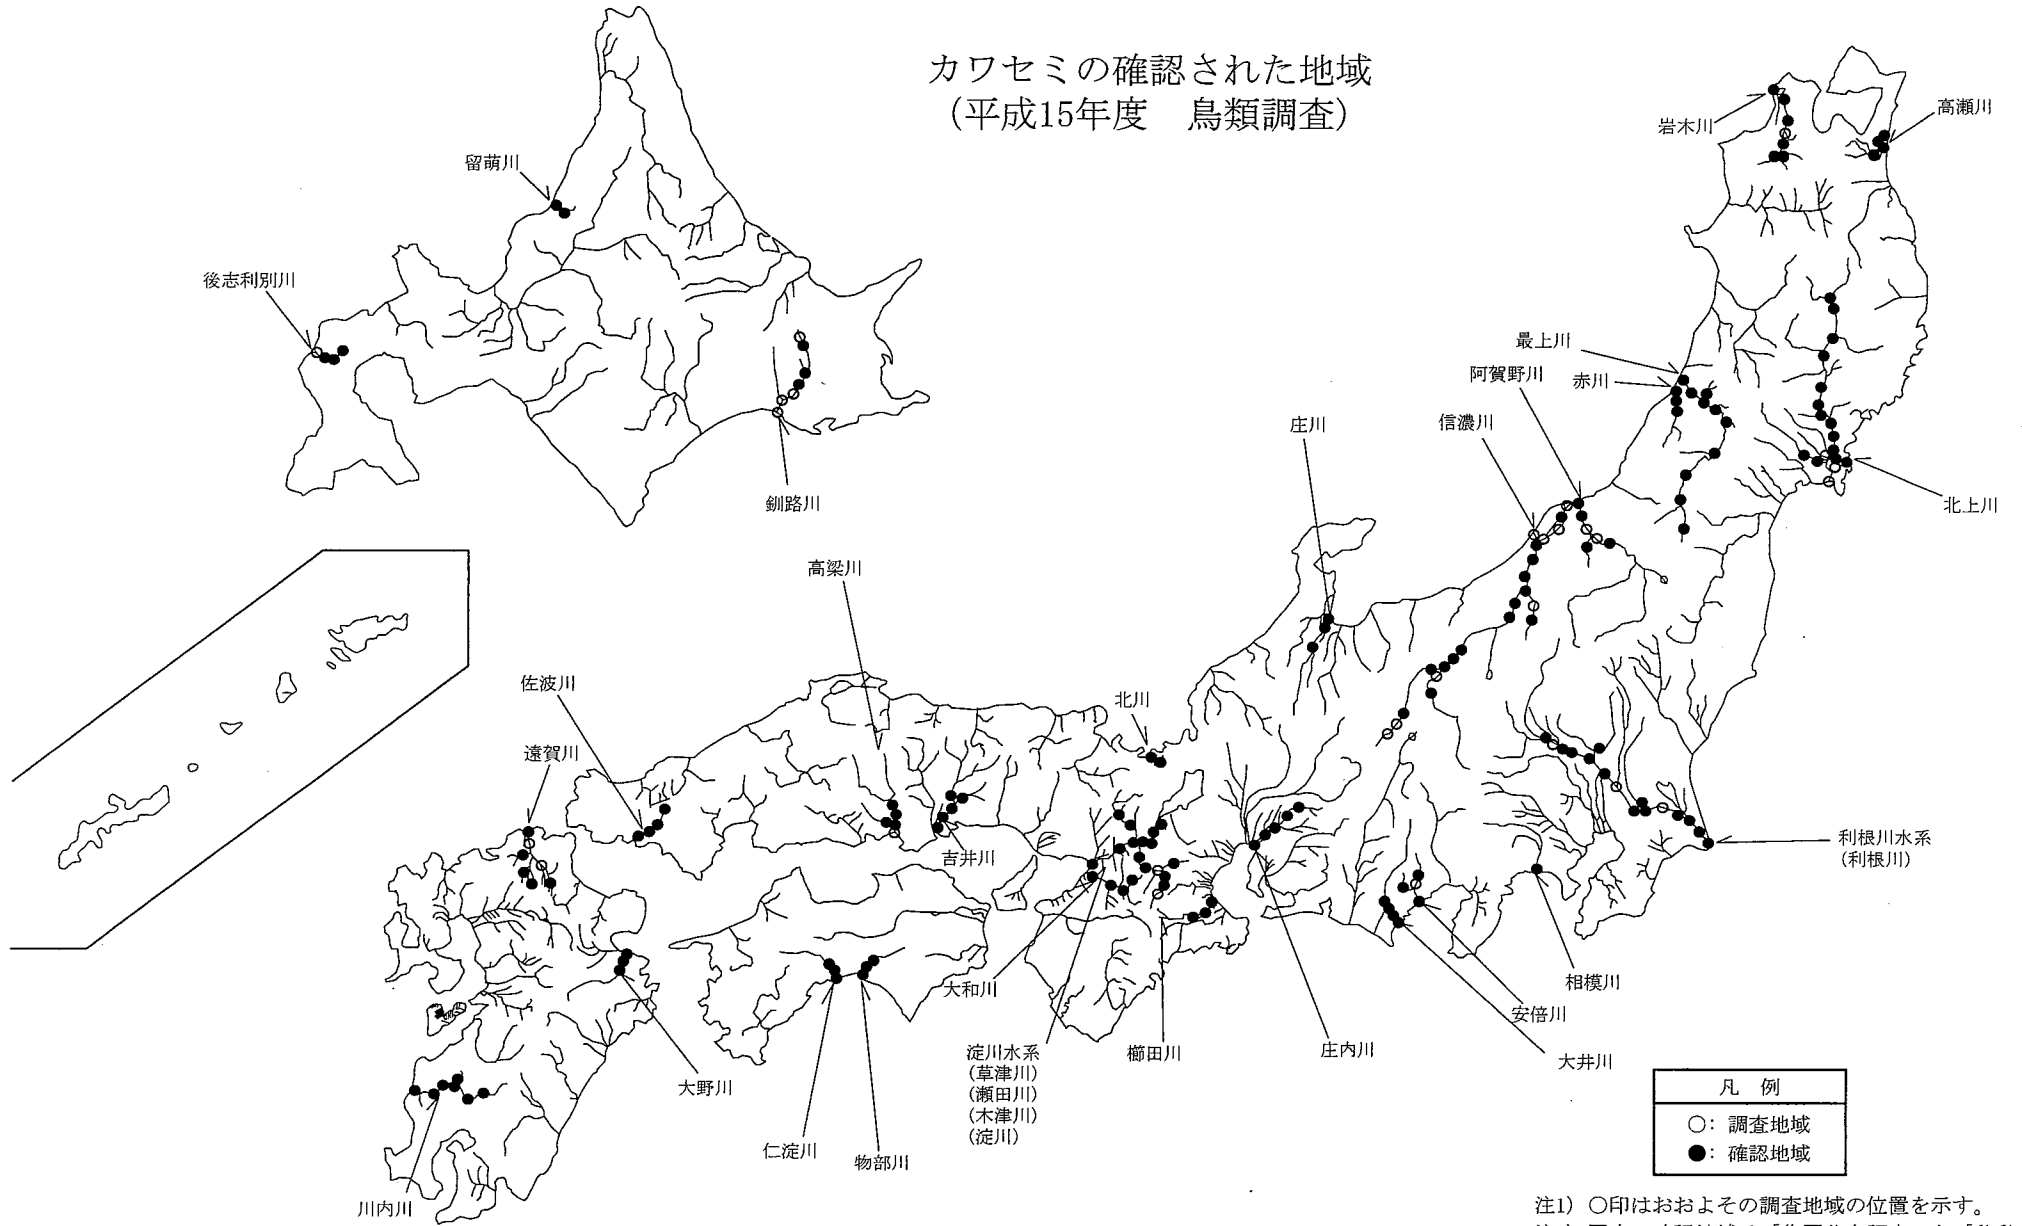 カワセミの確認された地域
(平成15年度　鳥類調査)
岩木川
高瀬川
留萌川
後志利別川
最上川
阿賀野川
赤川
庄川
信濃川
釧路川
北上川
高梁川
佐波川
北川
遠賀川
吉井川
利根川水系
(利根川)
大和川
相模川
安倍川
淀川水系
(草津川)
(瀬田川)
(木津川)
(淀川)
櫛田川
庄内川
大井川
大野川
仁淀川
物部川
川内川
凡　例
○：調査地域
●：確認地域
注1) ○印はおおよその調査地域の位置を示す。